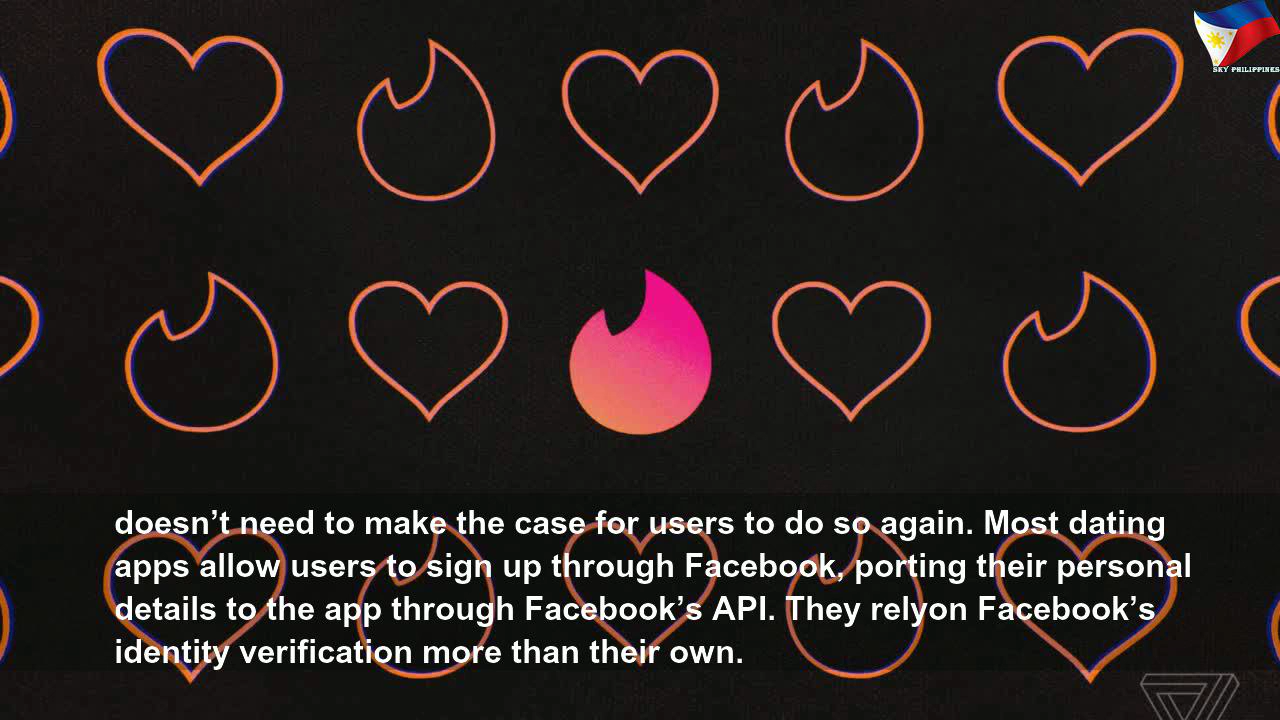 SKY PHILIPPINES
doesn’t need to make the case for users to do so again. Most dating
apps allow users to sign up through Facebook, porting their personal
details to the app through Facebook’s API. They relyon Facebook’s
identity verification more than their own.